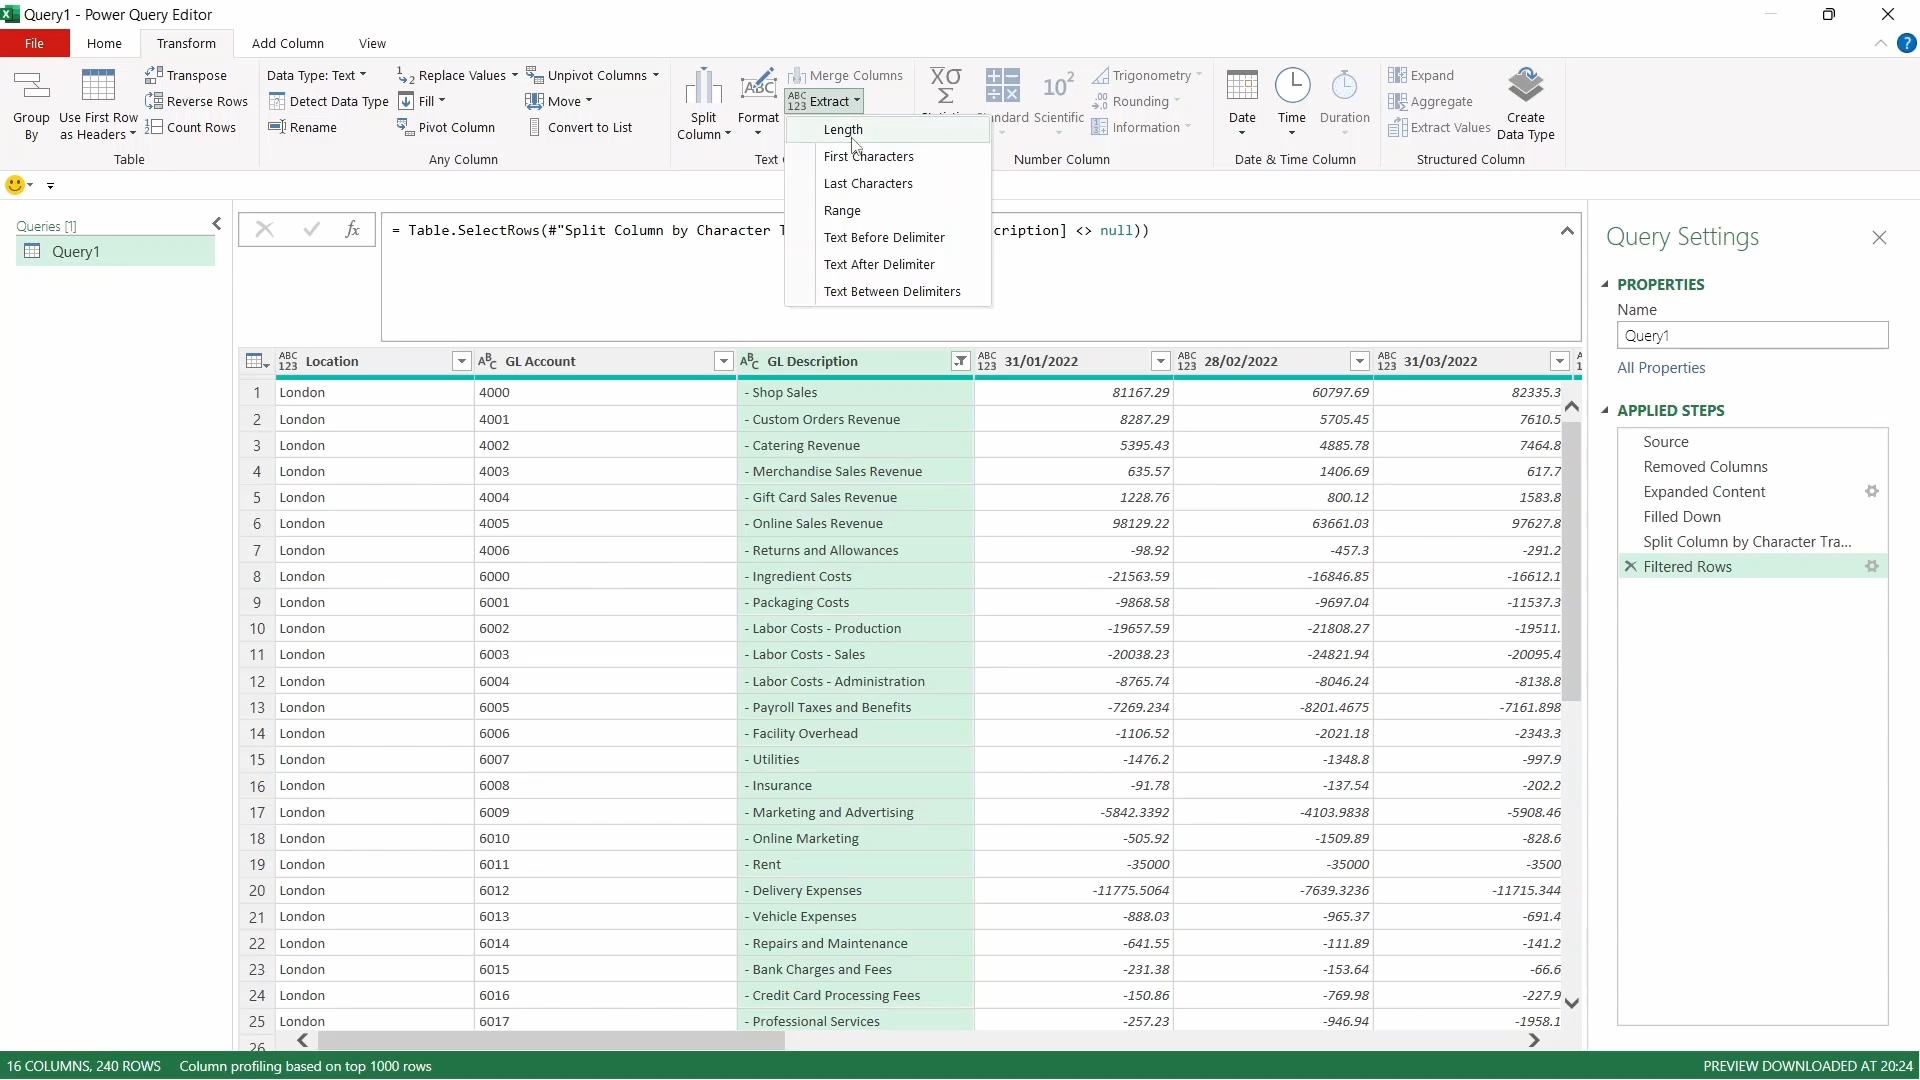 Query1 - Power Query Editor
File Home Transform Add Column View
Group By
Use First Row as Headers
Transpose
Reverse Rows
Count Rows
Table
Data Type: Text
Detect Data Type
Rename
Replace Values
Fill
Pivot Column
Unpivot Columns
Move
Convert to List
Any Column
Split Column
Format
Merge Columns
Extract
Text
Standard
Scientific
Trigonometry
Rounding
Information
Number Column
Date
Time
Duration
Date & Time Column
Expand
Aggregate
Extract Values
Create Data Type
Structured Column
Length
First Characters
Last Characters
Range
Text Before Delimiter
Text After Delimiter
Text Between Delimiters
Queries [1]
Query1
fx
= Table.SelectRows(#"Split Column by Character T cription] <> null))
Location GL Account GL Description 31/01/2022 28/02/2022 31/03/2022
1 London 4000 - Shop Sales 81167.29 60797.69 82335.3
2 London 4001 - Custom Orders Revenue 8287.29 5705.45 7610.5
3 London 4002 - Catering Revenue 5395.43 4885.78 7464.8
4 London 4003 - Merchandise Sales Revenue 635.57 1406.69 617.7
5 London 4004 - Gift Card Sales Revenue 1228.76 800.12 1583.8
6 London 4005 - Online Sales Revenue 98129.22 63661.03 97627.8
7 London 4006 - Returns and Allowances -98.92 -457.3 -291.2
8 London 6000 - Ingredient Costs -21563.59 -16846.85 -16612.1
9 London 6001 - Packaging Costs -9868.58 -9697.04 -11537.3
10 London 6002 - Labor Costs - Production -19657.59 -21808.27 -19511.
11 London 6003 - Labor Costs - Sales -20038.23 -24821.94 -20095.4
12 London 6004 - Labor Costs - Administration -8765.74 -8046.24 -8138.8
13 London 6005 - Payroll Taxes and Benefits -7269.234 -8201.4675 -7161.898
14 London 6006 - Facility Overhead -1106.52 -2021.18 -2343.3
15 London 6007 - Utilities -1476.2 -1348.8 -997.9
16 London 6008 - Insurance -91.78 -137.54 -202.2
17 London 6009 - Marketing and Advertising -5842.3392 -4103.9838 -5908.46
18 London 6010 - Online Marketing -505.92 -1509.89 -828.6
19 London 6011 - Rent -35000 -35000 -3500
20 London 6012 - Delivery Expenses -11775.5064 -7639.3236 -11715.344
21 London 6013 - Vehicle Expenses -888.03 -965.37 -691.4
22 London 6014 - Repairs and Maintenance -641.55 -111.89 -141.2
23 London 6015 - Bank Charges and Fees -231.38 -153.64 -66.6
24 London 6016 - Credit Card Processing Fees -150.86 -769.98 -227.9
25 London 6017 - Professional Services -257.23 -946.94 -1958.1
26
Query Settings
PROPERTIES
Name
Query1
All Properties
APPLIED STEPS
Source
Removed Columns
Expanded Content
Filled Down
Split Column by Character Tra...
Filtered Rows
16 COLUMNS, 240 ROWS Column profiling based on top 1000 rows
PREVIEW DOWNLOADED AT 20:24